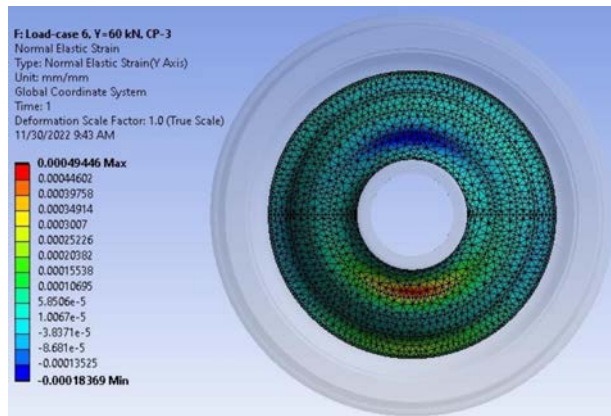 F: Load-case 6, Y=60 kN, CP-3
Normal Elastic Strain
Type: Normal Elastic Strain(Y Axis)
Unit: mm/mm
Global Coordinate System
Time: 1
Deformation Scale Factor: 1.0 (True Scale)
11/30/2022 9:43 AM
0.00049446 Max
0.00044602
0.00039758
0.00034914
0.0003007
0.00025226
0.00020382
0.00015538
0.00010695
5.8506e-5
1.0067e-5
-3.8371e-5
-8.681e-5
-0.00013525
-0.00018369 Min